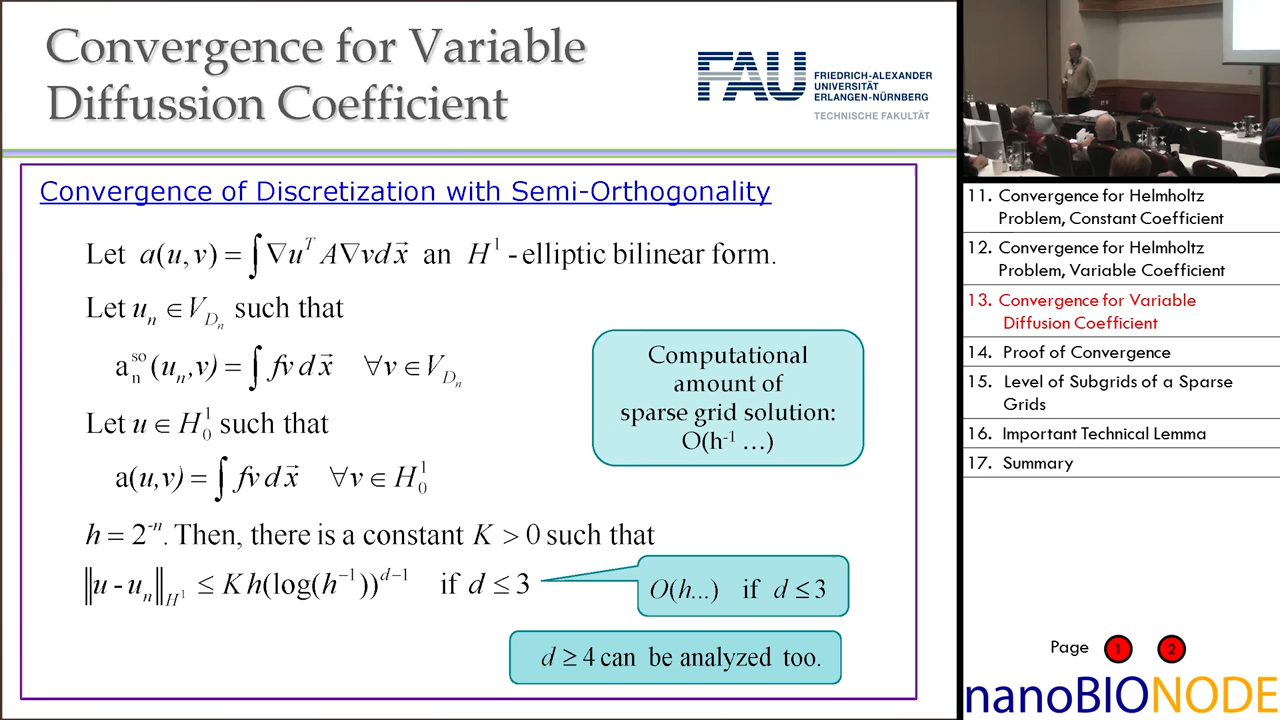 Convergence for Variable
Diffussion Coefficient
FAU
FRIEDRICH-ALEXANDER
UNIVERSITÄT
ERLANGEN-NÜRNBERG
TECHNISCHE FAKULTÄT
Convergence of Discretization with Semi-Orthogonality
Let a(u,v) = ∫ ∇u^T A∇v d x⃗ an H^1 - elliptic bilinear form.
Let u_n ∈ V_{D_n} such that
a_n^{so} (u_n,v) = ∫ fv d x⃗ ∀v ∈ V_{D_n}
Let u ∈ H_0^1 such that
a(u,v) = ∫ fv d x⃗ ∀v ∈ H_0^1
h = 2^{-n}. Then, there is a constant K > 0 such that
‖u - u_n‖_{H^1} ≤ K h(log(h^{-1}))^{d-1} if d ≤ 3
Computational
amount of
sparse grid solution:
O(h^{-1} …)
O(h...) if d ≤ 3
d ≥ 4 can be analyzed too.
11. Convergence for Helmholtz
Problem, Constant Coefficient
12. Convergence for Helmholtz
Problem, Variable Coefficient
13. Convergence for Variable
Diffusion Coefficient
14. Proof of Convergence
15. Level of Subgrids of a Sparse
Grids
16. Important Technical Lemma
17. Summary
Page 1 2
nanoBIONODE